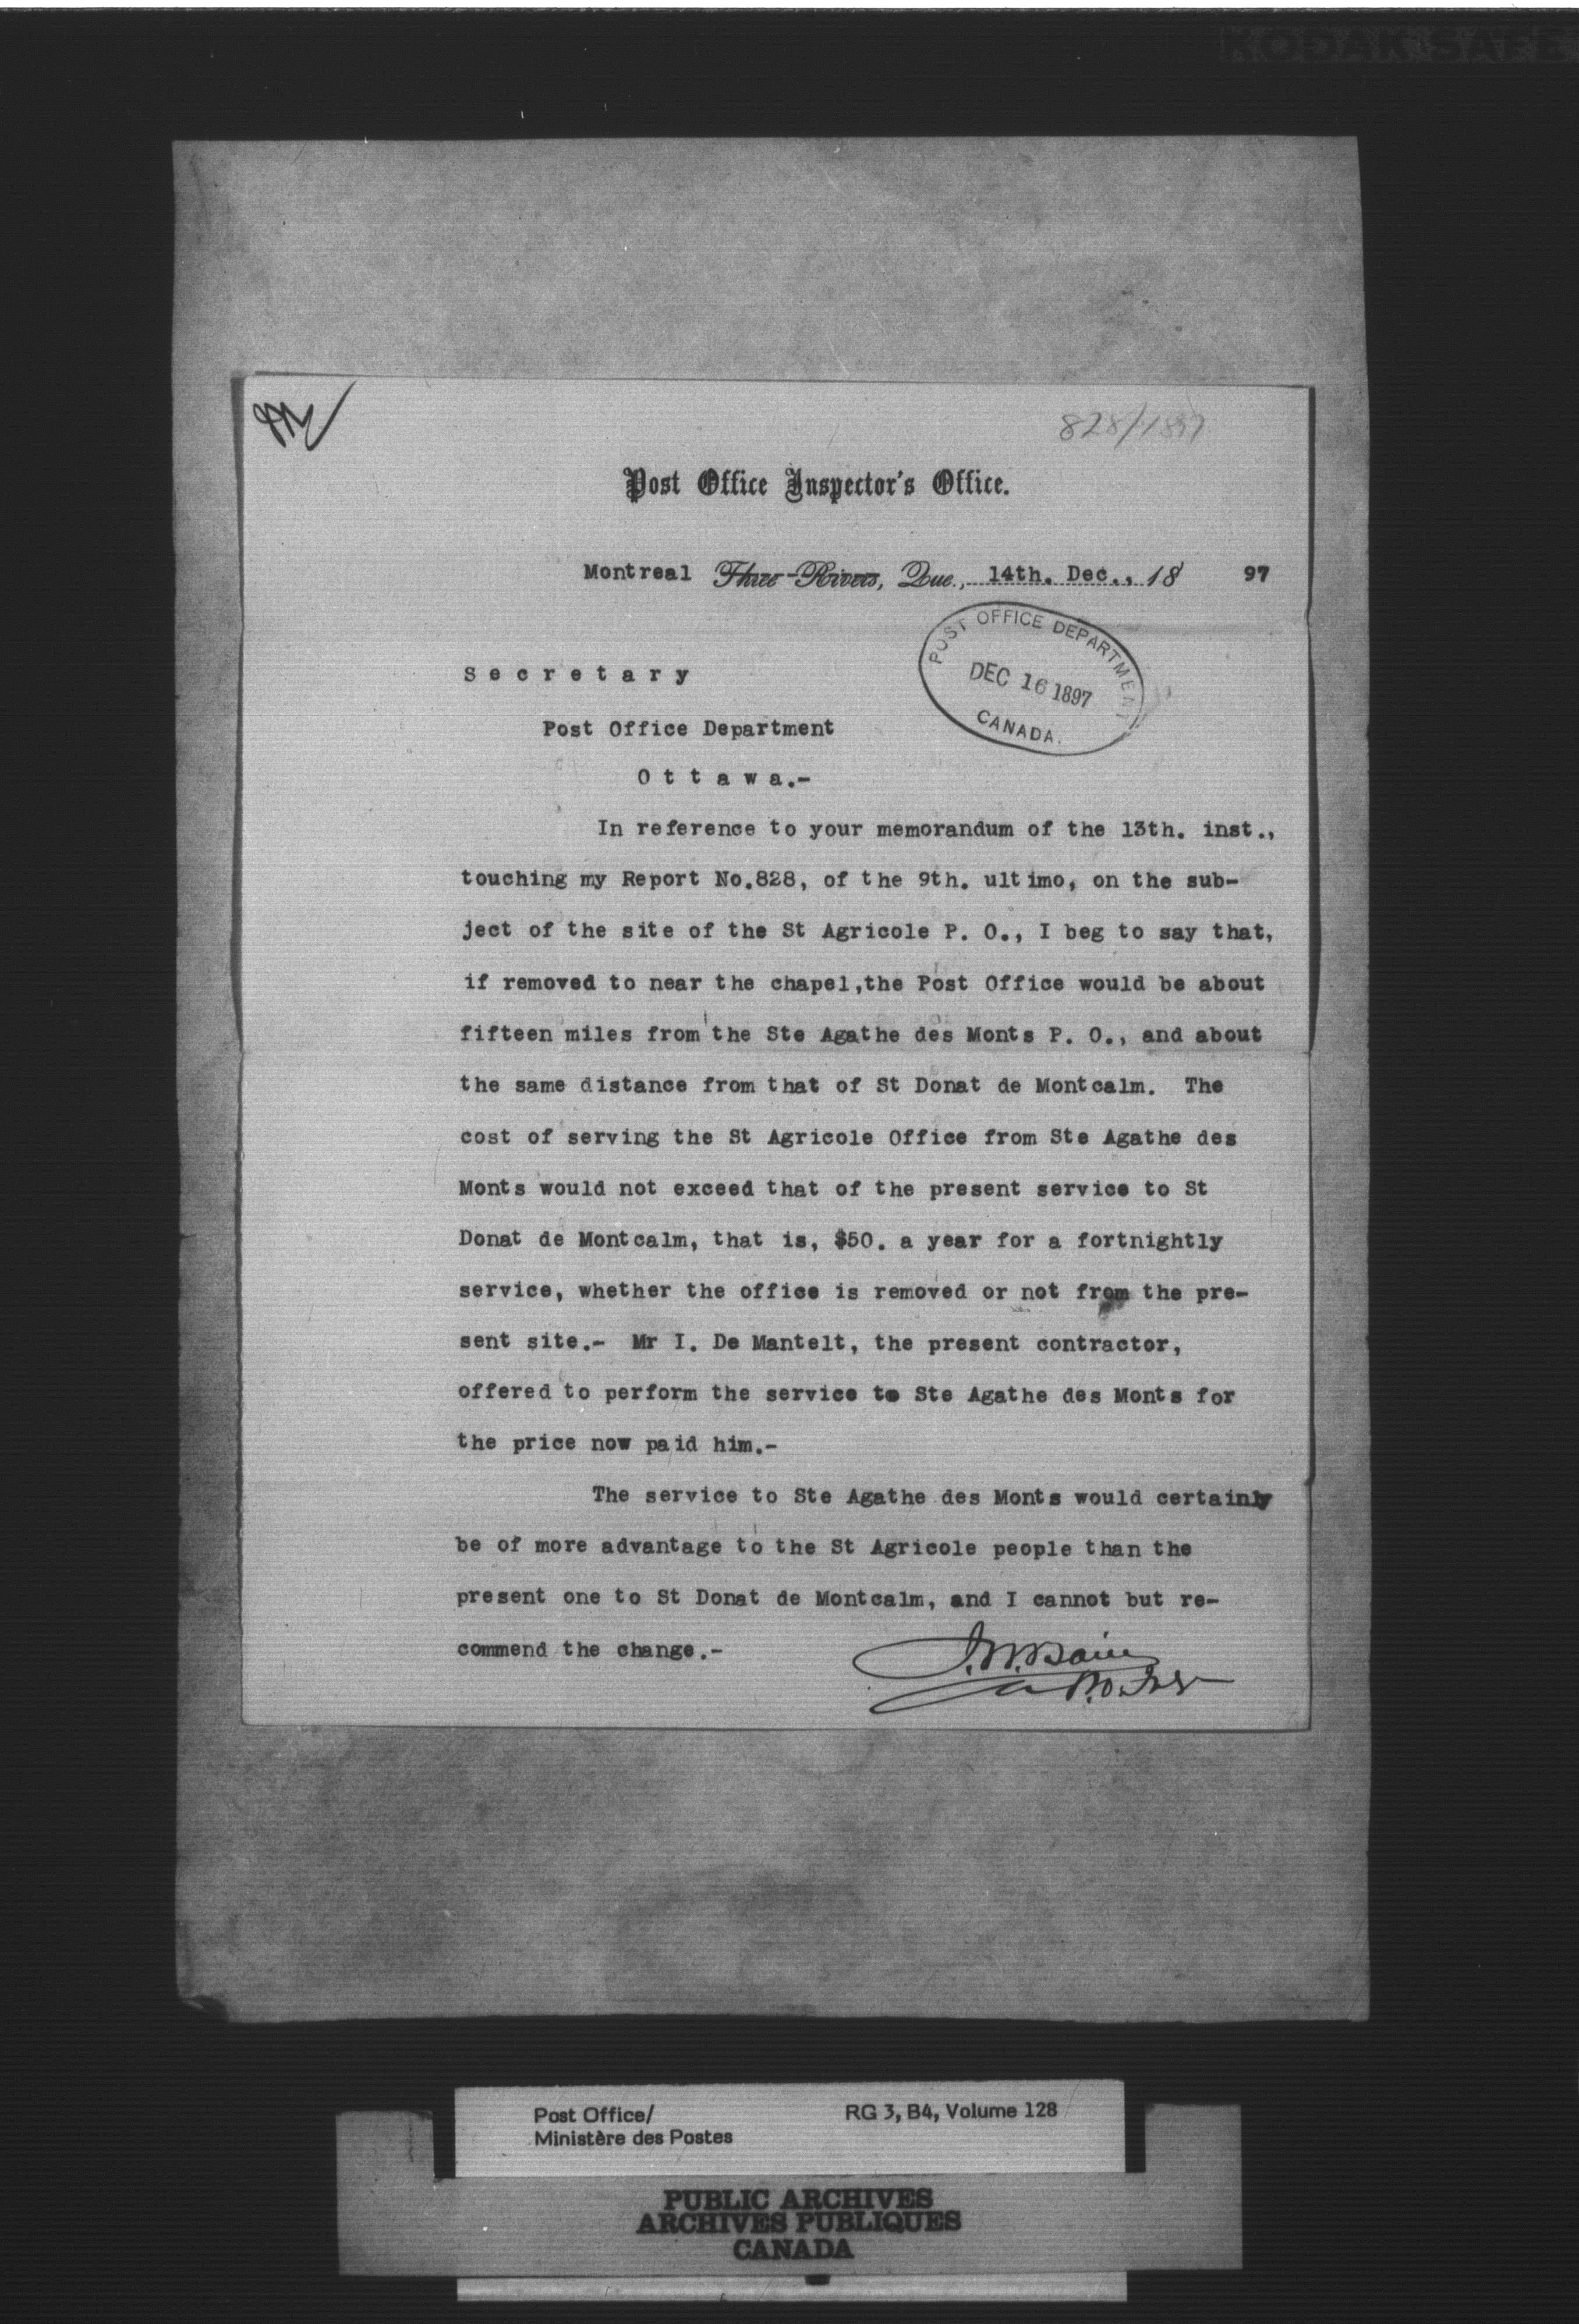 KODAK SAFE
828/1897
Post Office Inspector's Office.
Montreal Three-Rivers, Que., 14th. Dec., 18 97
POST OFFICE DEPARTMENT
DEC 16 1897
CANADA.
Secretary
Post Office Department
Ottawa.-
In reference to your memorandum of the 13th. inst.,
touching my Report No.828, of the 9th. ultimo, on the sub-
ject of the site of the St Agricole P. O., I beg to say that,
if removed to near the chapel,the Post Office would be about
fifteen miles from the Ste Agathe des Monts P. O., and about
the same distance from that of St Donat de Montcalm. The
cost of serving the St Agricole Office from Ste Agathe des
Monts would not exceed that of the present service to St
Donat de Montcalm, that is, $50. a year for a fortnightly
service, whether the office is removed or not from the pre-
sent site.- Mr I. De Mantelt, the present contractor,
offered to perform the service to Ste Agathe des Monts for
the price now paid him.-
The service to Ste Agathe des Monts would certainly
be of more advantage to the St Agricole people than the
present one to St Donat de Montcalm, and I cannot but re-
commend the change.-
Post Office/
Ministère des Postes
RG 3, B4, Volume 128
PUBLIC ARCHIVES
ARCHIVES PUBLIQUES
CANADA